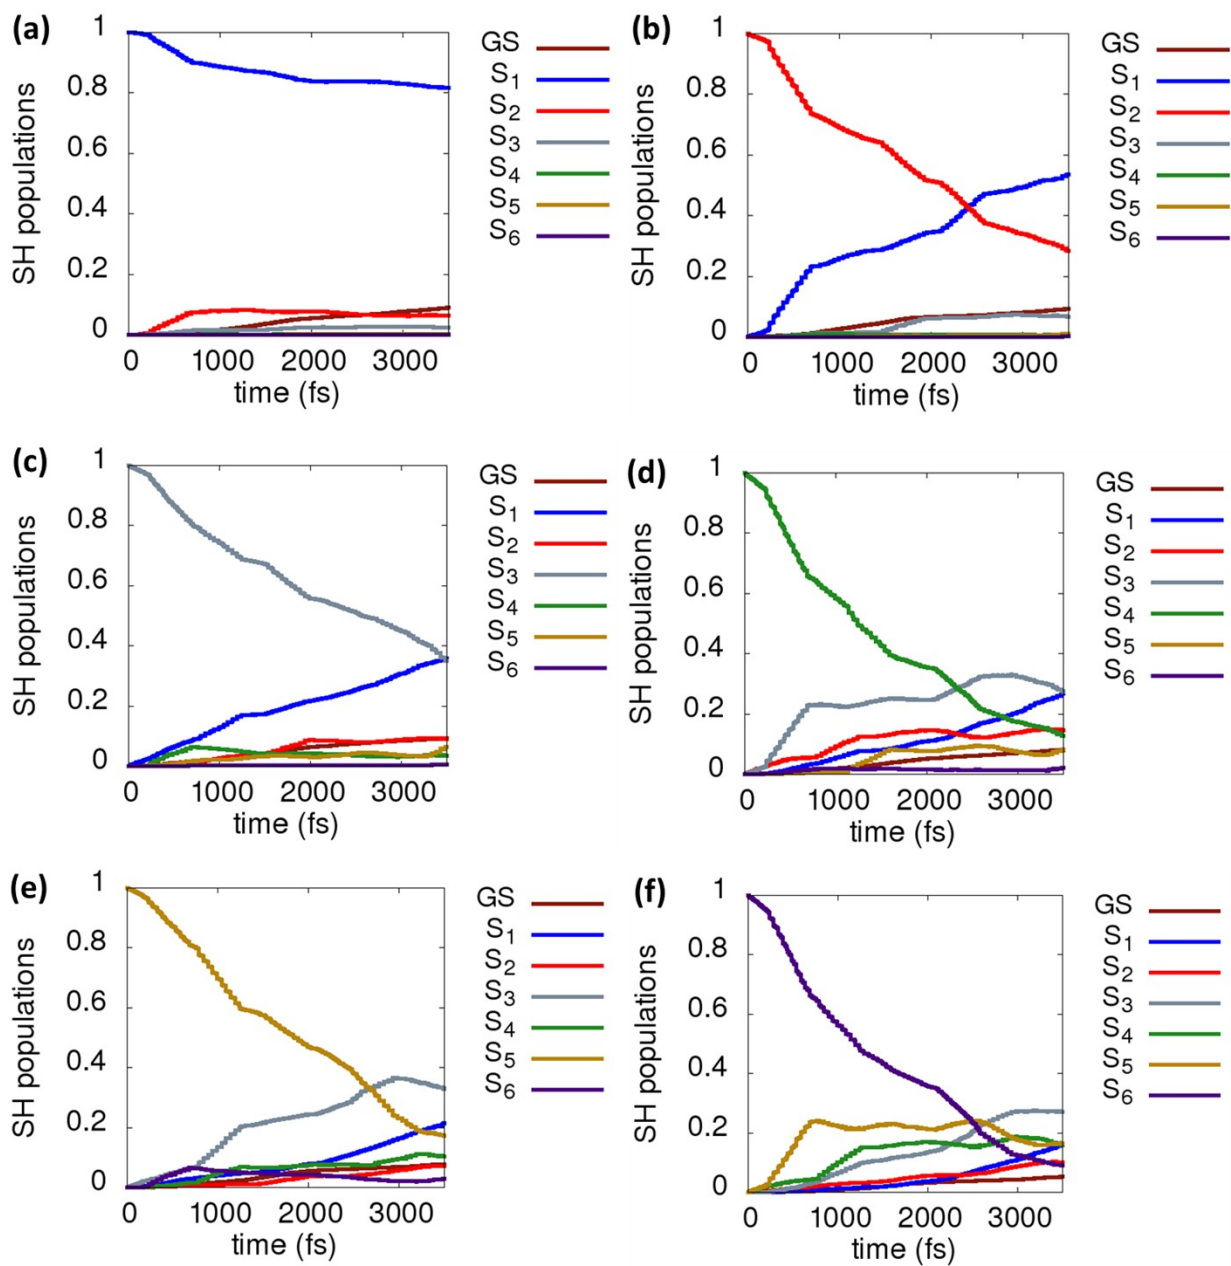 (a)
SH populations
1
0.8
0.6
0.4
0.2
0
0 1000 2000 3000
time (fs)
GS
S1
S2
S3
S4
S5
S6
(b)
SH populations
1
0.8
0.6
0.4
0.2
0
0 1000 2000 3000
time (fs)
GS
S1
S2
S3
S4
S5
S6
(c)
SH populations
1
0.8
0.6
0.4
0.2
0
0 1000 2000 3000
time (fs)
GS
S1
S2
S3
S4
S5
S6
(d)
SH populations
1
0.8
0.6
0.4
0.2
0
0 1000 2000 3000
time (fs)
GS
S1
S2
S3
S4
S5
S6
(e)
SH populations
1
0.8
0.6
0.4
0.2
0
0 1000 2000 3000
time (fs)
GS
S1
S2
S3
S4
S5
S6
(f)
SH populations
1
0.8
0.6
0.4
0.2
0
0 1000 2000 3000
time (fs)
GS
S1
S2
S3
S4
S5
S6